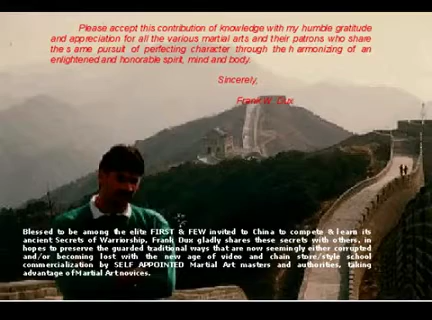 Please accept this contribution of knowledge with my humble gratitude
and appreciation for all the various martial arts and their patrons who share
the s ame pursuit of perfecting character through the h armonizing of an
enlightened and honorable spirit, mind and body.
Sincerely,
Frank W. Dux
Blessed to be among the elite FIRST & FEW invited to China to compete & learn its
ancient Secrets of Warriorship, Frank Dux gladly shares these secrets with others, in
hopes to preserve the guarded traditional ways that are now seemingly either corrupted
and/or becoming lost with the new age of video and chain store/style school
commercialization by SELF APPOINTED Martial Art masters and authorities, taking
advantage of Martial Art novices.